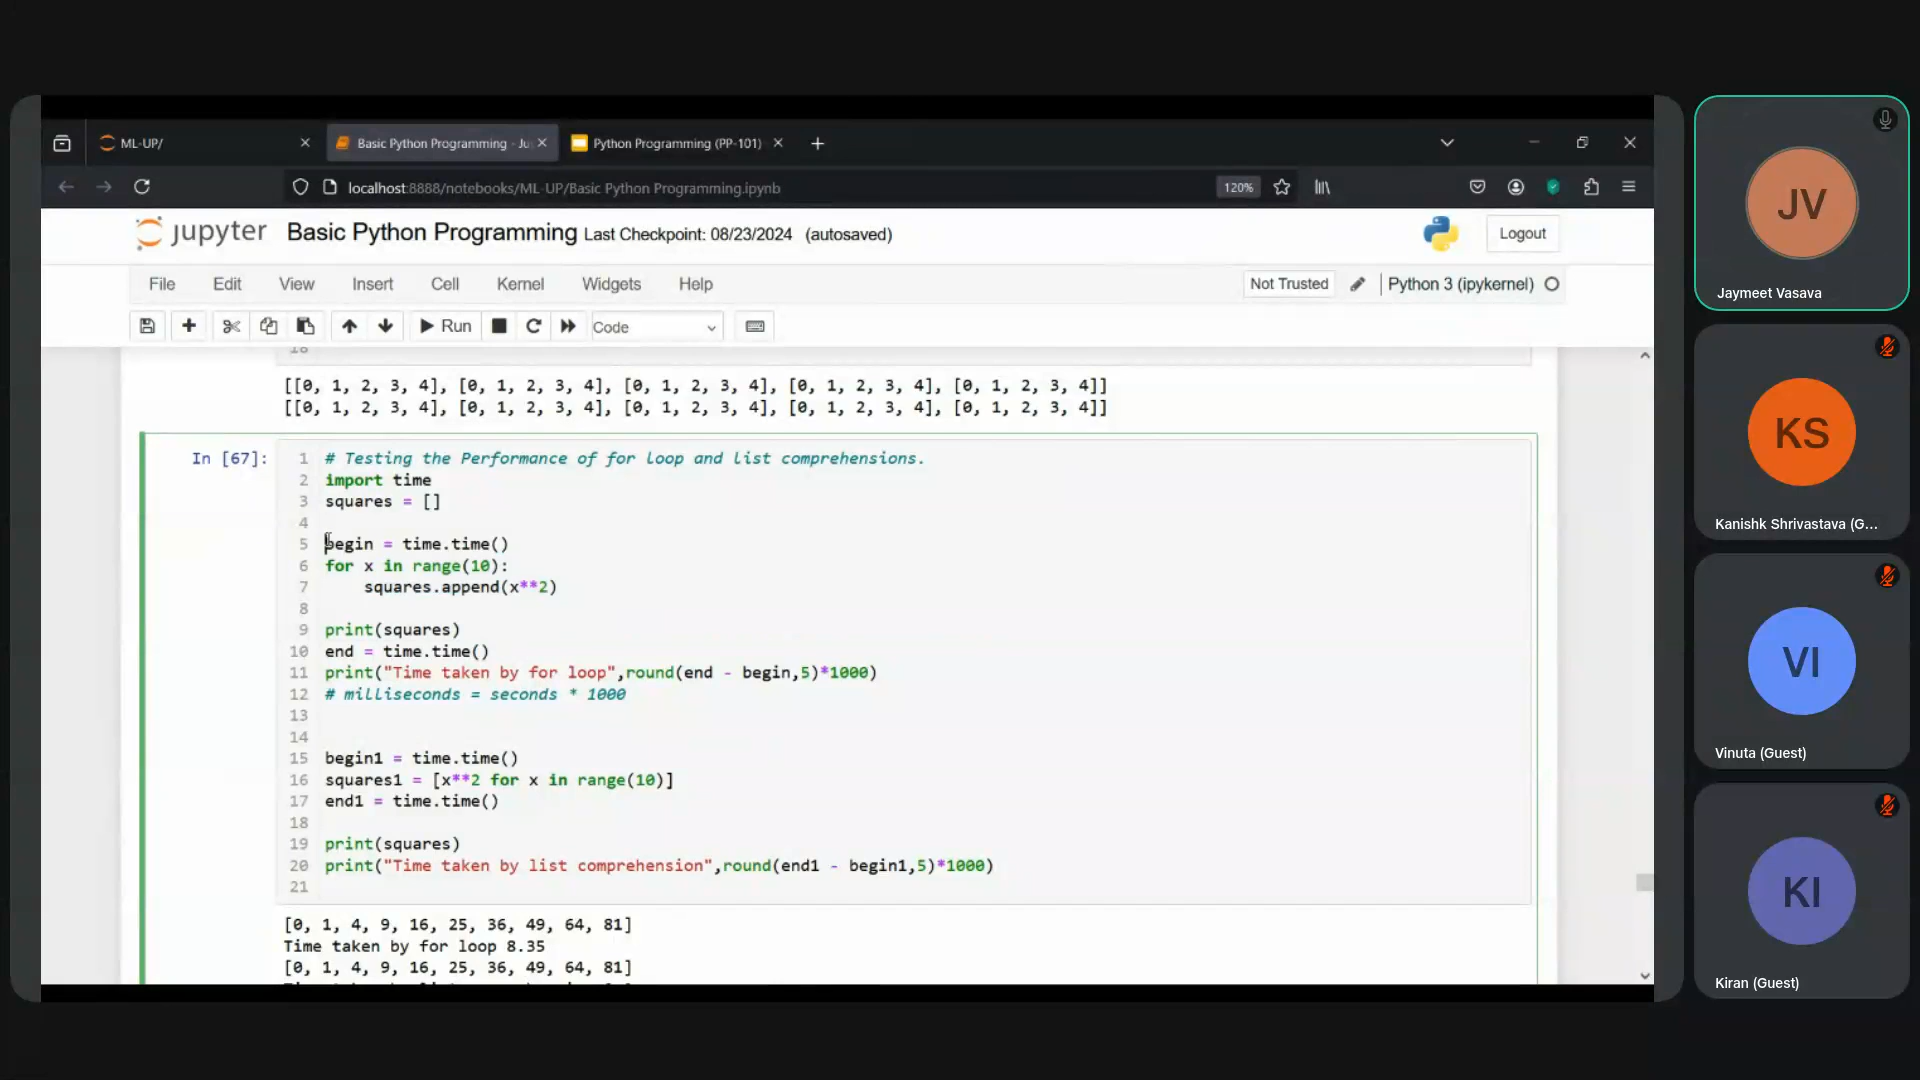 ML-UP/
Basic Python Programming - Ju
Python Programming (PP-101)
localhost:8888/notebooks/ML-UP/Basic Python Programming.ipynb
120%
jupyter Basic Python Programming Last Checkpoint: 08/23/2024 (autosaved)
Logout
File Edit View Insert Cell Kernel Widgets Help
Not Trusted
Python 3 (ipykernel)
Run
Code
18
[[0, 1, 2, 3, 4], [0, 1, 2, 3, 4], [0, 1, 2, 3, 4], [0, 1, 2, 3, 4], [0, 1, 2, 3, 4]]
[[0, 1, 2, 3, 4], [0, 1, 2, 3, 4], [0, 1, 2, 3, 4], [0, 1, 2, 3, 4], [0, 1, 2, 3, 4]]
In [67]:
1 # Testing the Performance of for loop and list comprehensions.
2 import time
3 squares = []
4
5 begin = time.time()
6 for x in range(10):
7     squares.append(x**2)
8
9 print(squares)
10 end = time.time()
11 print("Time taken by for loop",round(end - begin,5)*1000)
12 # milliseconds = seconds * 1000
13
14
15 begin1 = time.time()
16 squares1 = [x**2 for x in range(10)]
17 end1 = time.time()
18
19 print(squares)
20 print("Time taken by list comprehension",round(end1 - begin1,5)*1000)
21
[0, 1, 4, 9, 16, 25, 36, 49, 64, 81]
Time taken by for loop 8.35
[0, 1, 4, 9, 16, 25, 36, 49, 64, 81]
JV
Jaymeet Vasava
KS
Kanishk Shrivastava (G...
VI
Vinuta (Guest)
KI
Kiran (Guest)